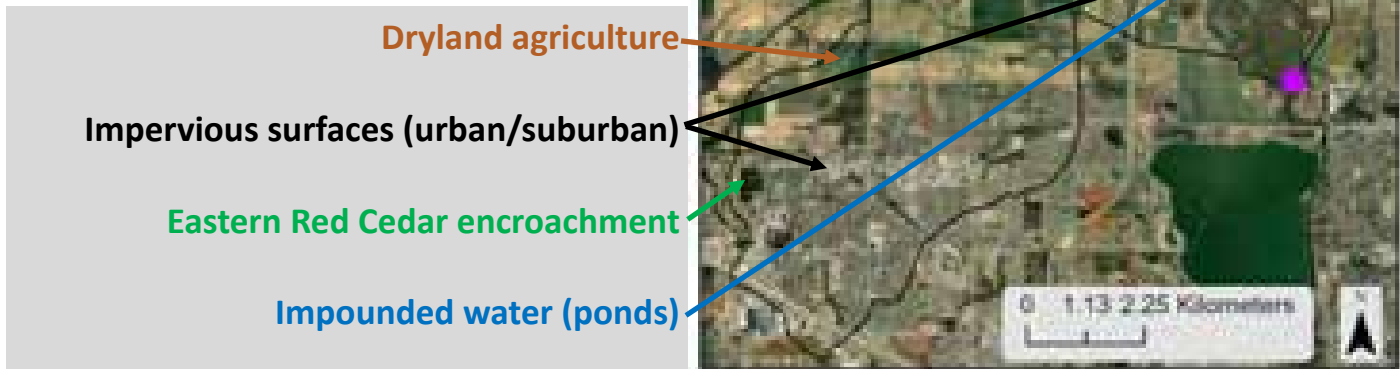 Dryland agriculture
Impervious surfaces (urban/suburban)
Eastern Red Cedar encroachment
Impounded water (ponds)
0 1.13 2.25 Kilometers
N